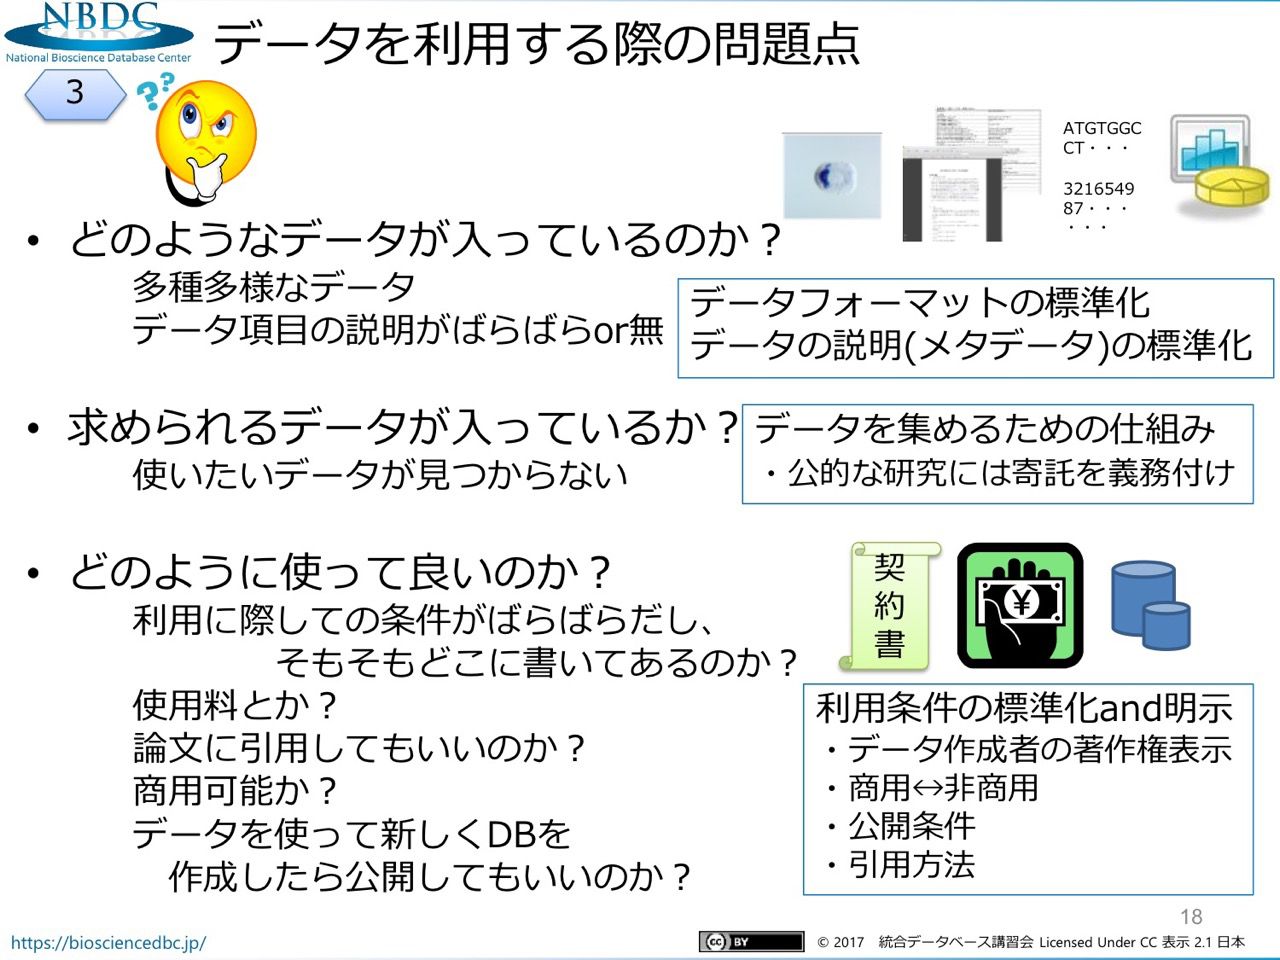 NBDC
National Bioscience Database Center
データを利用する際の問題点
3
??
ATGTGGC
CT・・・
3216549
87・・・
・・・
• どのようなデータが入っているのか？
多種多様なデータ
データ項目の説明がばらばらor無
データフォーマットの標準化
データの説明(メタデータ)の標準化
• 求められるデータが入っているか？
使いたいデータが見つからない
データを集めるための仕組み
・公的な研究には寄託を義務付け
• どのように使って良いのか？
利用に際しての条件がばらばらだし、
そもそもどこに書いてあるのか？
使用料とか？
論文に引用してもいいのか？
商用可能か？
データを使って新しくDBを
作成したら公開してもいいのか？
契
約
書
¥
利用条件の標準化and明示
・データ作成者の著作権表示
・商用↔非商用
・公開条件
・引用方法
18
https://biosciencedbc.jp/
cc BY
© 2017 統合データベース講習会 Licensed Under CC 表示 2.1 日本